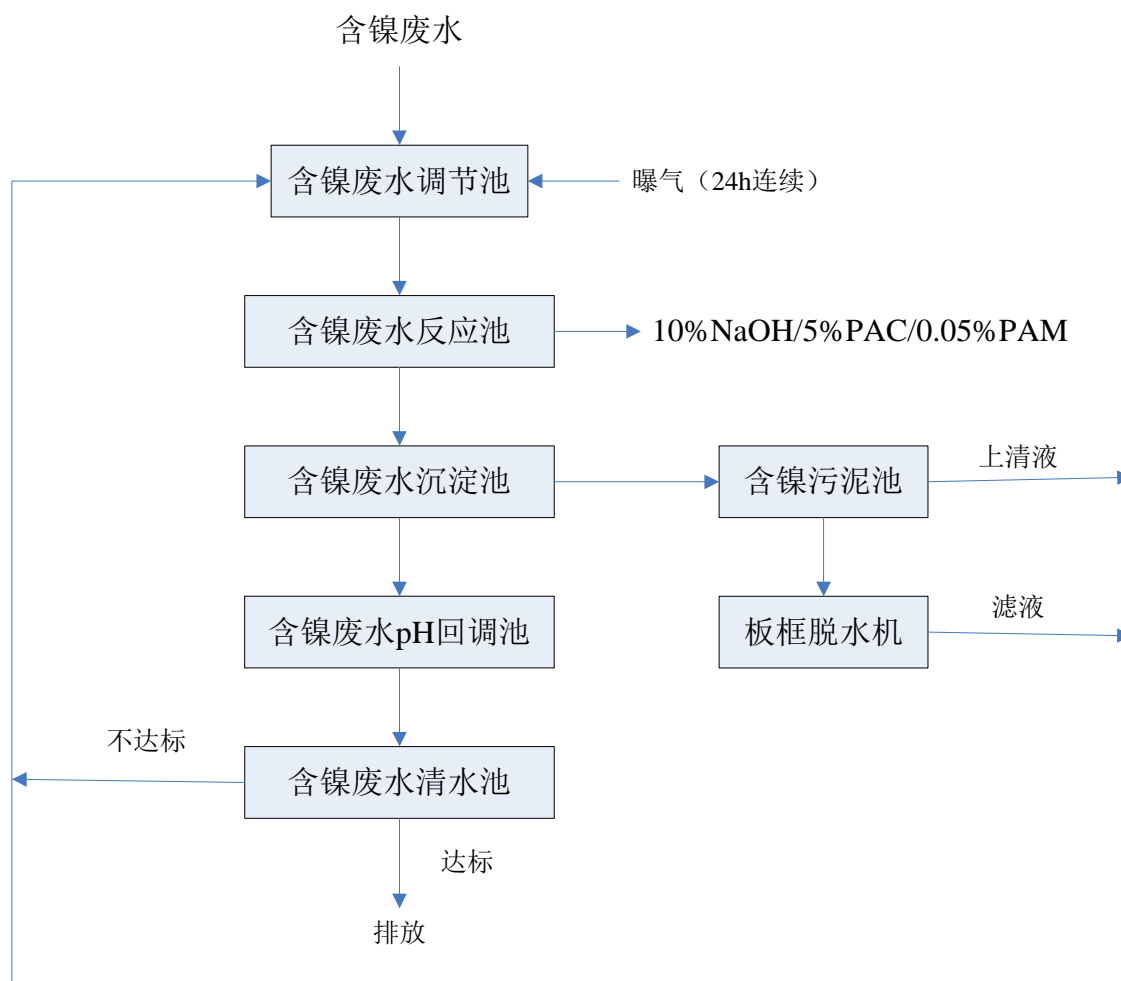 含镍废水
含镍废水调节池
曝气（24h连续）
含镍废水反应池
10%NaOH/5%PAC/0.05%PAM
含镍废水沉淀池
含镍污泥池
上清液
含镍废水pH回调池
板框脱水机
滤液
不达标
含镍废水清水池
达标
排放